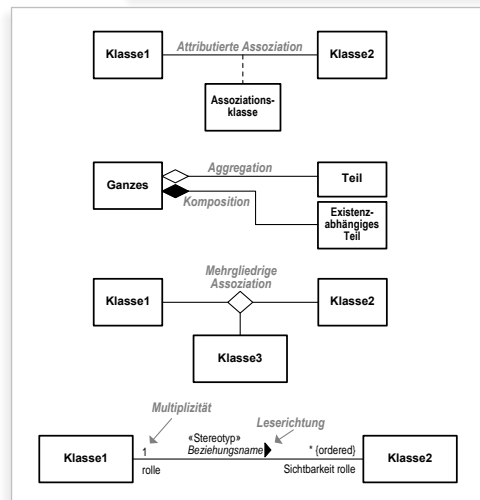 Klasse1
Attributierte Assoziation
Klasse2
Assoziations-
klasse
Ganzes
Aggregation
Teil
Komposition
Existenz-
abhängiges
Teil
Mehrgliedrige
Assoziation
Klasse1
Klasse2
Klasse3
Multiplizität
Leserichtung
Klasse1
1
rolle
«Stereotyp»
Beziehungsname
* {ordered}
Sichtbarkeit rolle
Klasse2